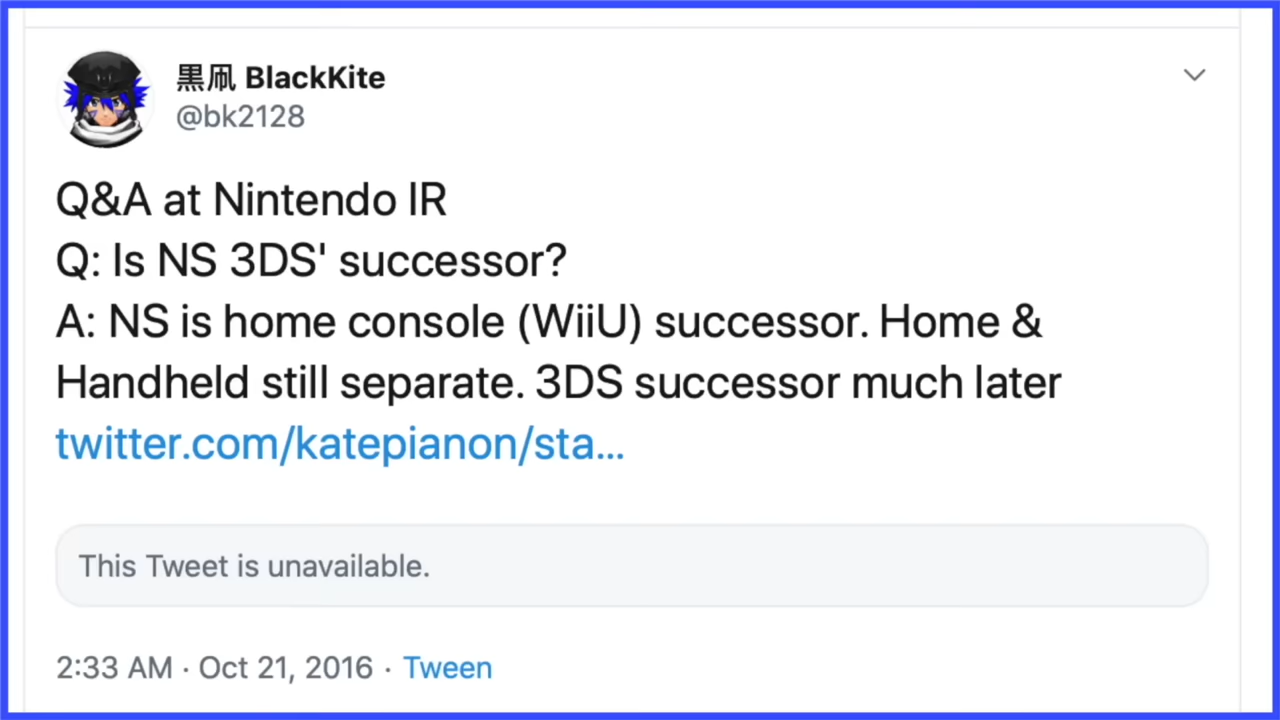 黒凧 BlackKite
@bk2128
Q&A at Nintendo IR
Q: Is NS 3DS' successor?
A: NS is home console (WiiU) successor. Home &
Handheld still separate. 3DS successor much later
twitter.com/katepianon/sta...
This Tweet is unavailable.
2:33 AM · Oct 21, 2016 · Tween